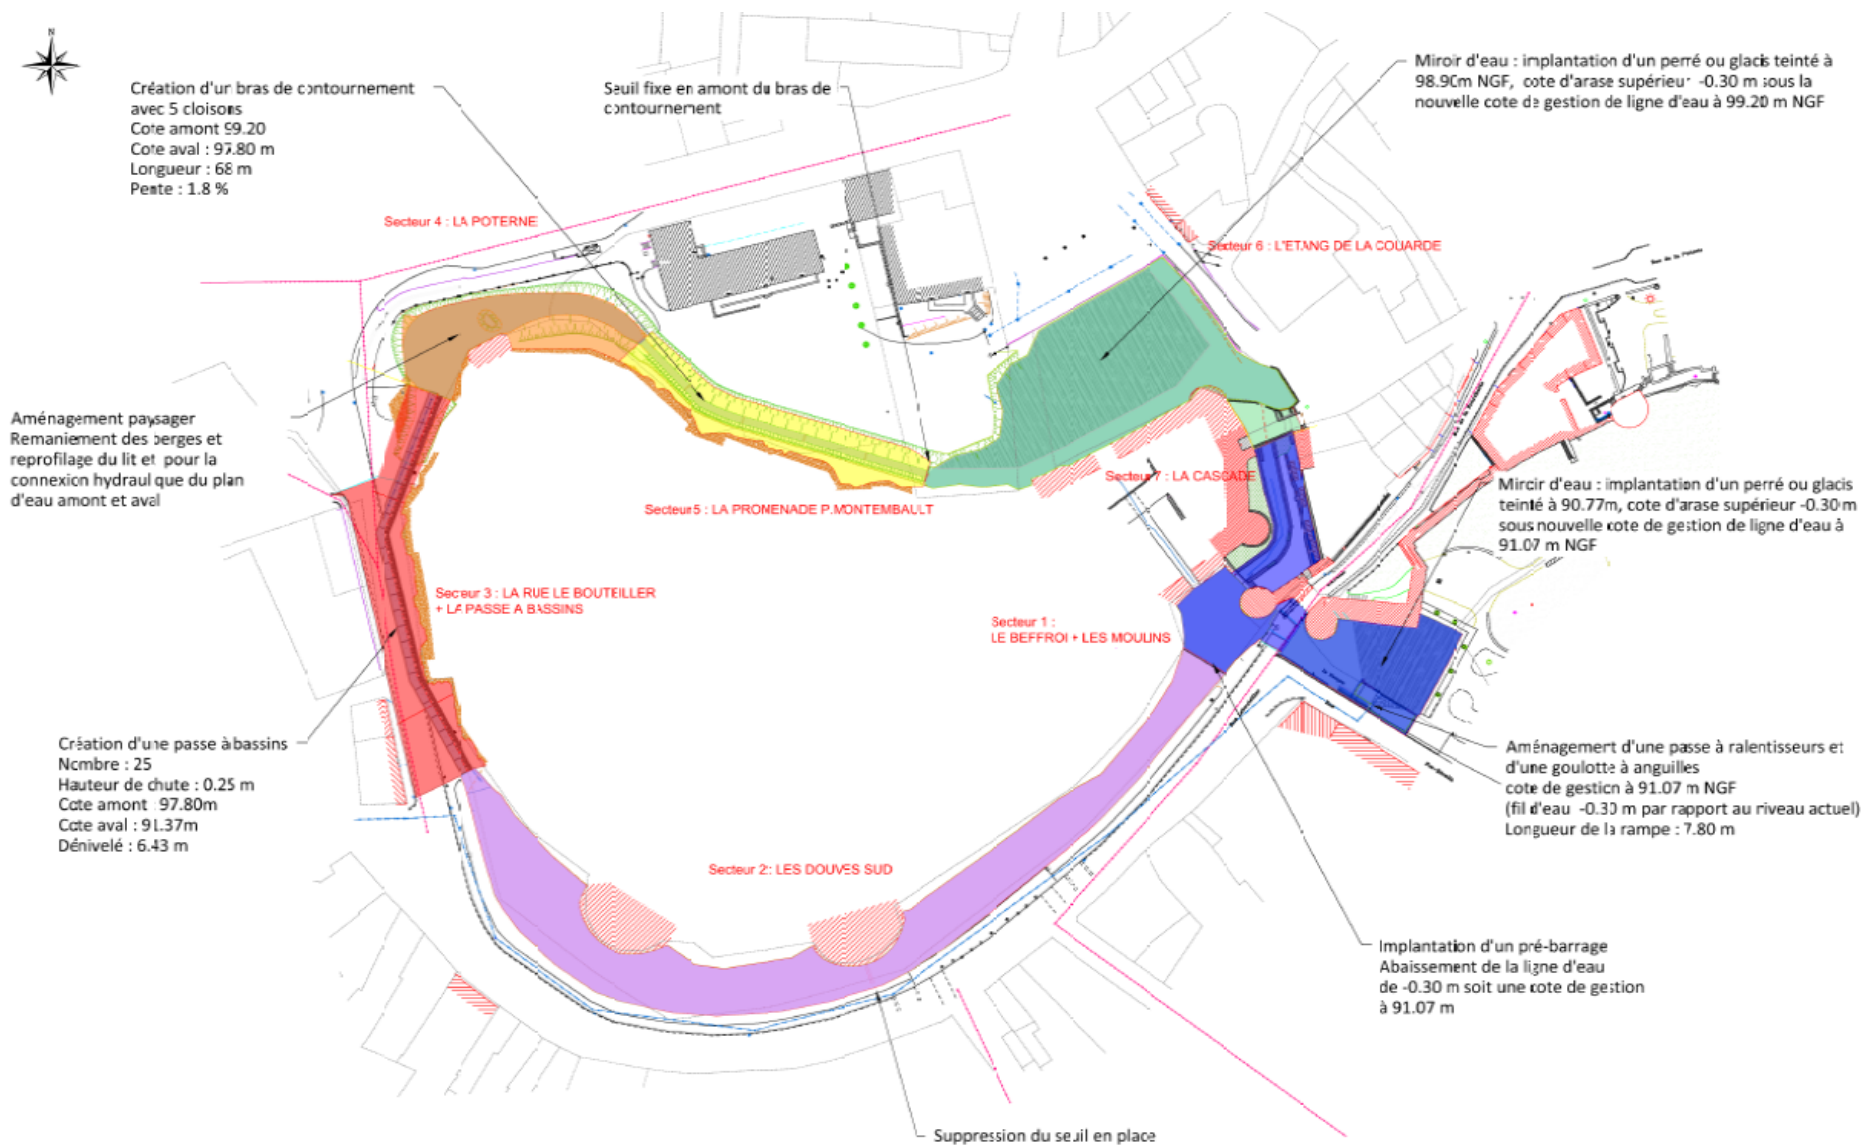 N
Création d'un bras de contournement
avec 5 cloisons
Cote amont 99.20
Cote aval : 97.80 m
Longueur : 68 m
Pente : 1.8 %
Seuil fixe en amont du bras de
contournement
Miroir d'eau : implantation d'un perré ou glacis teinté à
98.90m NGF, cote d'arase supérieur -0.30 m sous la
nouvelle cote de gestion de ligne d'eau à 99.20 m NGF
Secteur 4 : LA POTERNE
Secteur 6 : L'ETANG DE LA COUARDE
Aménagement paysager
Remaniement des berges et
reprofilage du lit et pour la
connexion hydraulique du plan
d'eau amont et aval
Secteur 7 : LA CASCADE
Secteur5 : LA PROMENADE P.MONTEMBAULT
Miroir d'eau : implantation d'un perré ou glacis
teinté à 90.77m, cote d'arase supérieur -0.30 m
sous nouvelle cote de gestion de ligne d'eau à
91.07 m NGF
Secteur 3 : LA RUE LE BOUTEILLER
+ LA PASSE A BASSINS
Secteur 1 :
LE BEFFROI + LES MOULINS
Création d'une passe à bassins
Nombre : 25
Hauteur de chute : 0.25 m
Cote amont : 97.80m
Cote aval : 91.37m
Dénivelé : 6.43 m
Aménagement d'une passe à ralentisseurs et
d'une goulotte à anguilles
cote de gestion à 91.07 m NGF
(fil d'eau -0.30 m par rapport au niveau actuel)
Longueur de la rampe : 7.80 m
Secteur 2: LES DOUVES SUD
Implantation d'un pré-barrage
Abaissement de la ligne d'eau
de -0.30 m soit une cote de gestion
à 91.07 m
Suppression du seuil en place